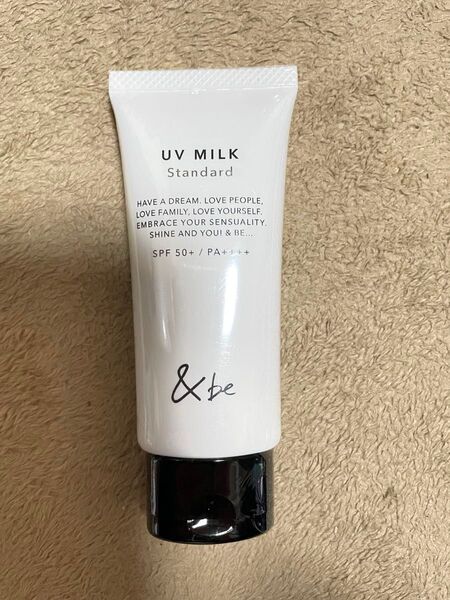 UV MILK
Standard
HAVE A DREAM. LOVE PEOPLE,
LOVE FAMILY, LOVE YOURSELF.
EMBRACE YOUR SENSUALITY.
SHINE AND YOU! & BE...
SPF 50+ / PA++++
&be